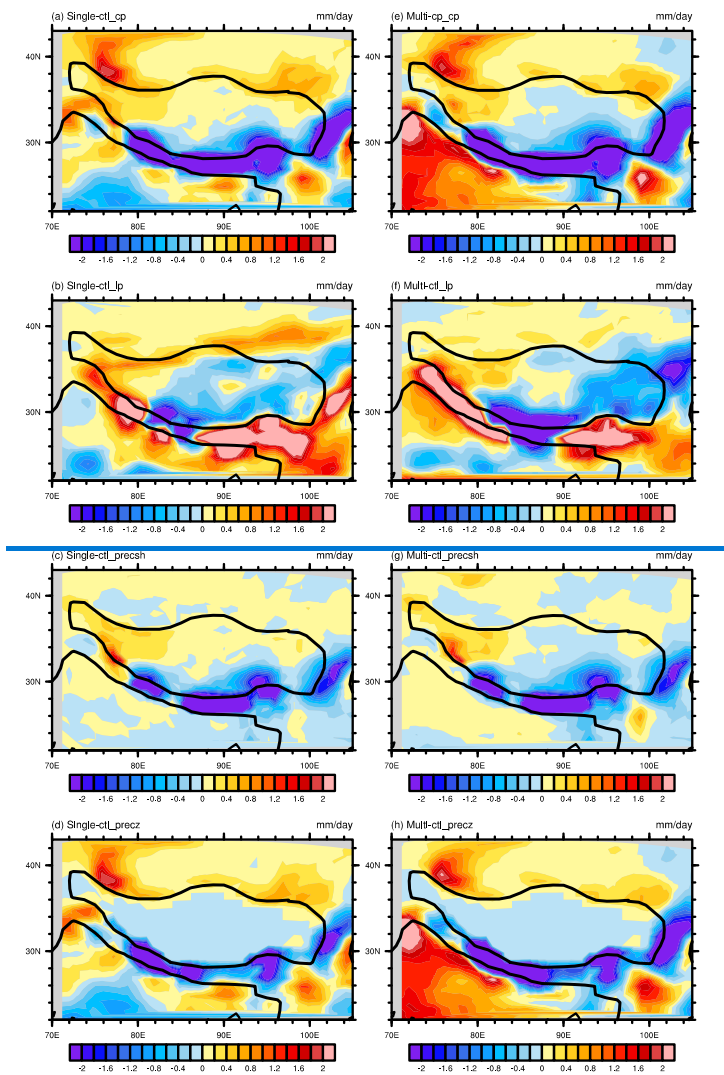 (a) Single-ctl_cp mm/day
40N
30N
70E 80E 90E 100E
-2 -1.6 -1.2 -0.8 -0.4 0 0.4 0.8 1.2 1.6 2
(e) Multi-cp_cp mm/day
40N
30N
70E 80E 90E 100E
-2 -1.6 -1.2 -0.8 -0.4 0 0.4 0.8 1.2 1.6 2
(b) SIngle-ctl_lp mm/day
40N
30N
70E 80E 90E 100E
-2 -1.6 -1.2 -0.8 -0.4 0 0.4 0.8 1.2 1.6 2
(f) Multi-ctl_lp mm/day
40N
30N
70E 80E 90E 100E
-2 -1.6 -1.2 -0.8 -0.4 0 0.4 0.8 1.2 1.6 2
(c) Single-ctl_precsh mm/day
40N
30N
70E 80E 90E 100E
-2 -1.6 -1.2 -0.8 -0.4 0 0.4 0.8 1.2 1.6 2
(g) Multi-ctl_precsh mm/day
40N
30N
70E 80E 90E 100E
-2 -1.6 -1.2 -0.8 -0.4 0 0.4 0.8 1.2 1.6 2
(d) SIngle-ctl_precz mm/day
40N
30N
70E 80E 90E 100E
-2 -1.6 -1.2 -0.8 -0.4 0 0.4 0.8 1.2 1.6 2
(h) Multi-ctl_precz mm/day
40N
30N
70E 80E 90E 100E
-2 -1.6 -1.2 -0.8 -0.4 0 0.4 0.8 1.2 1.6 2